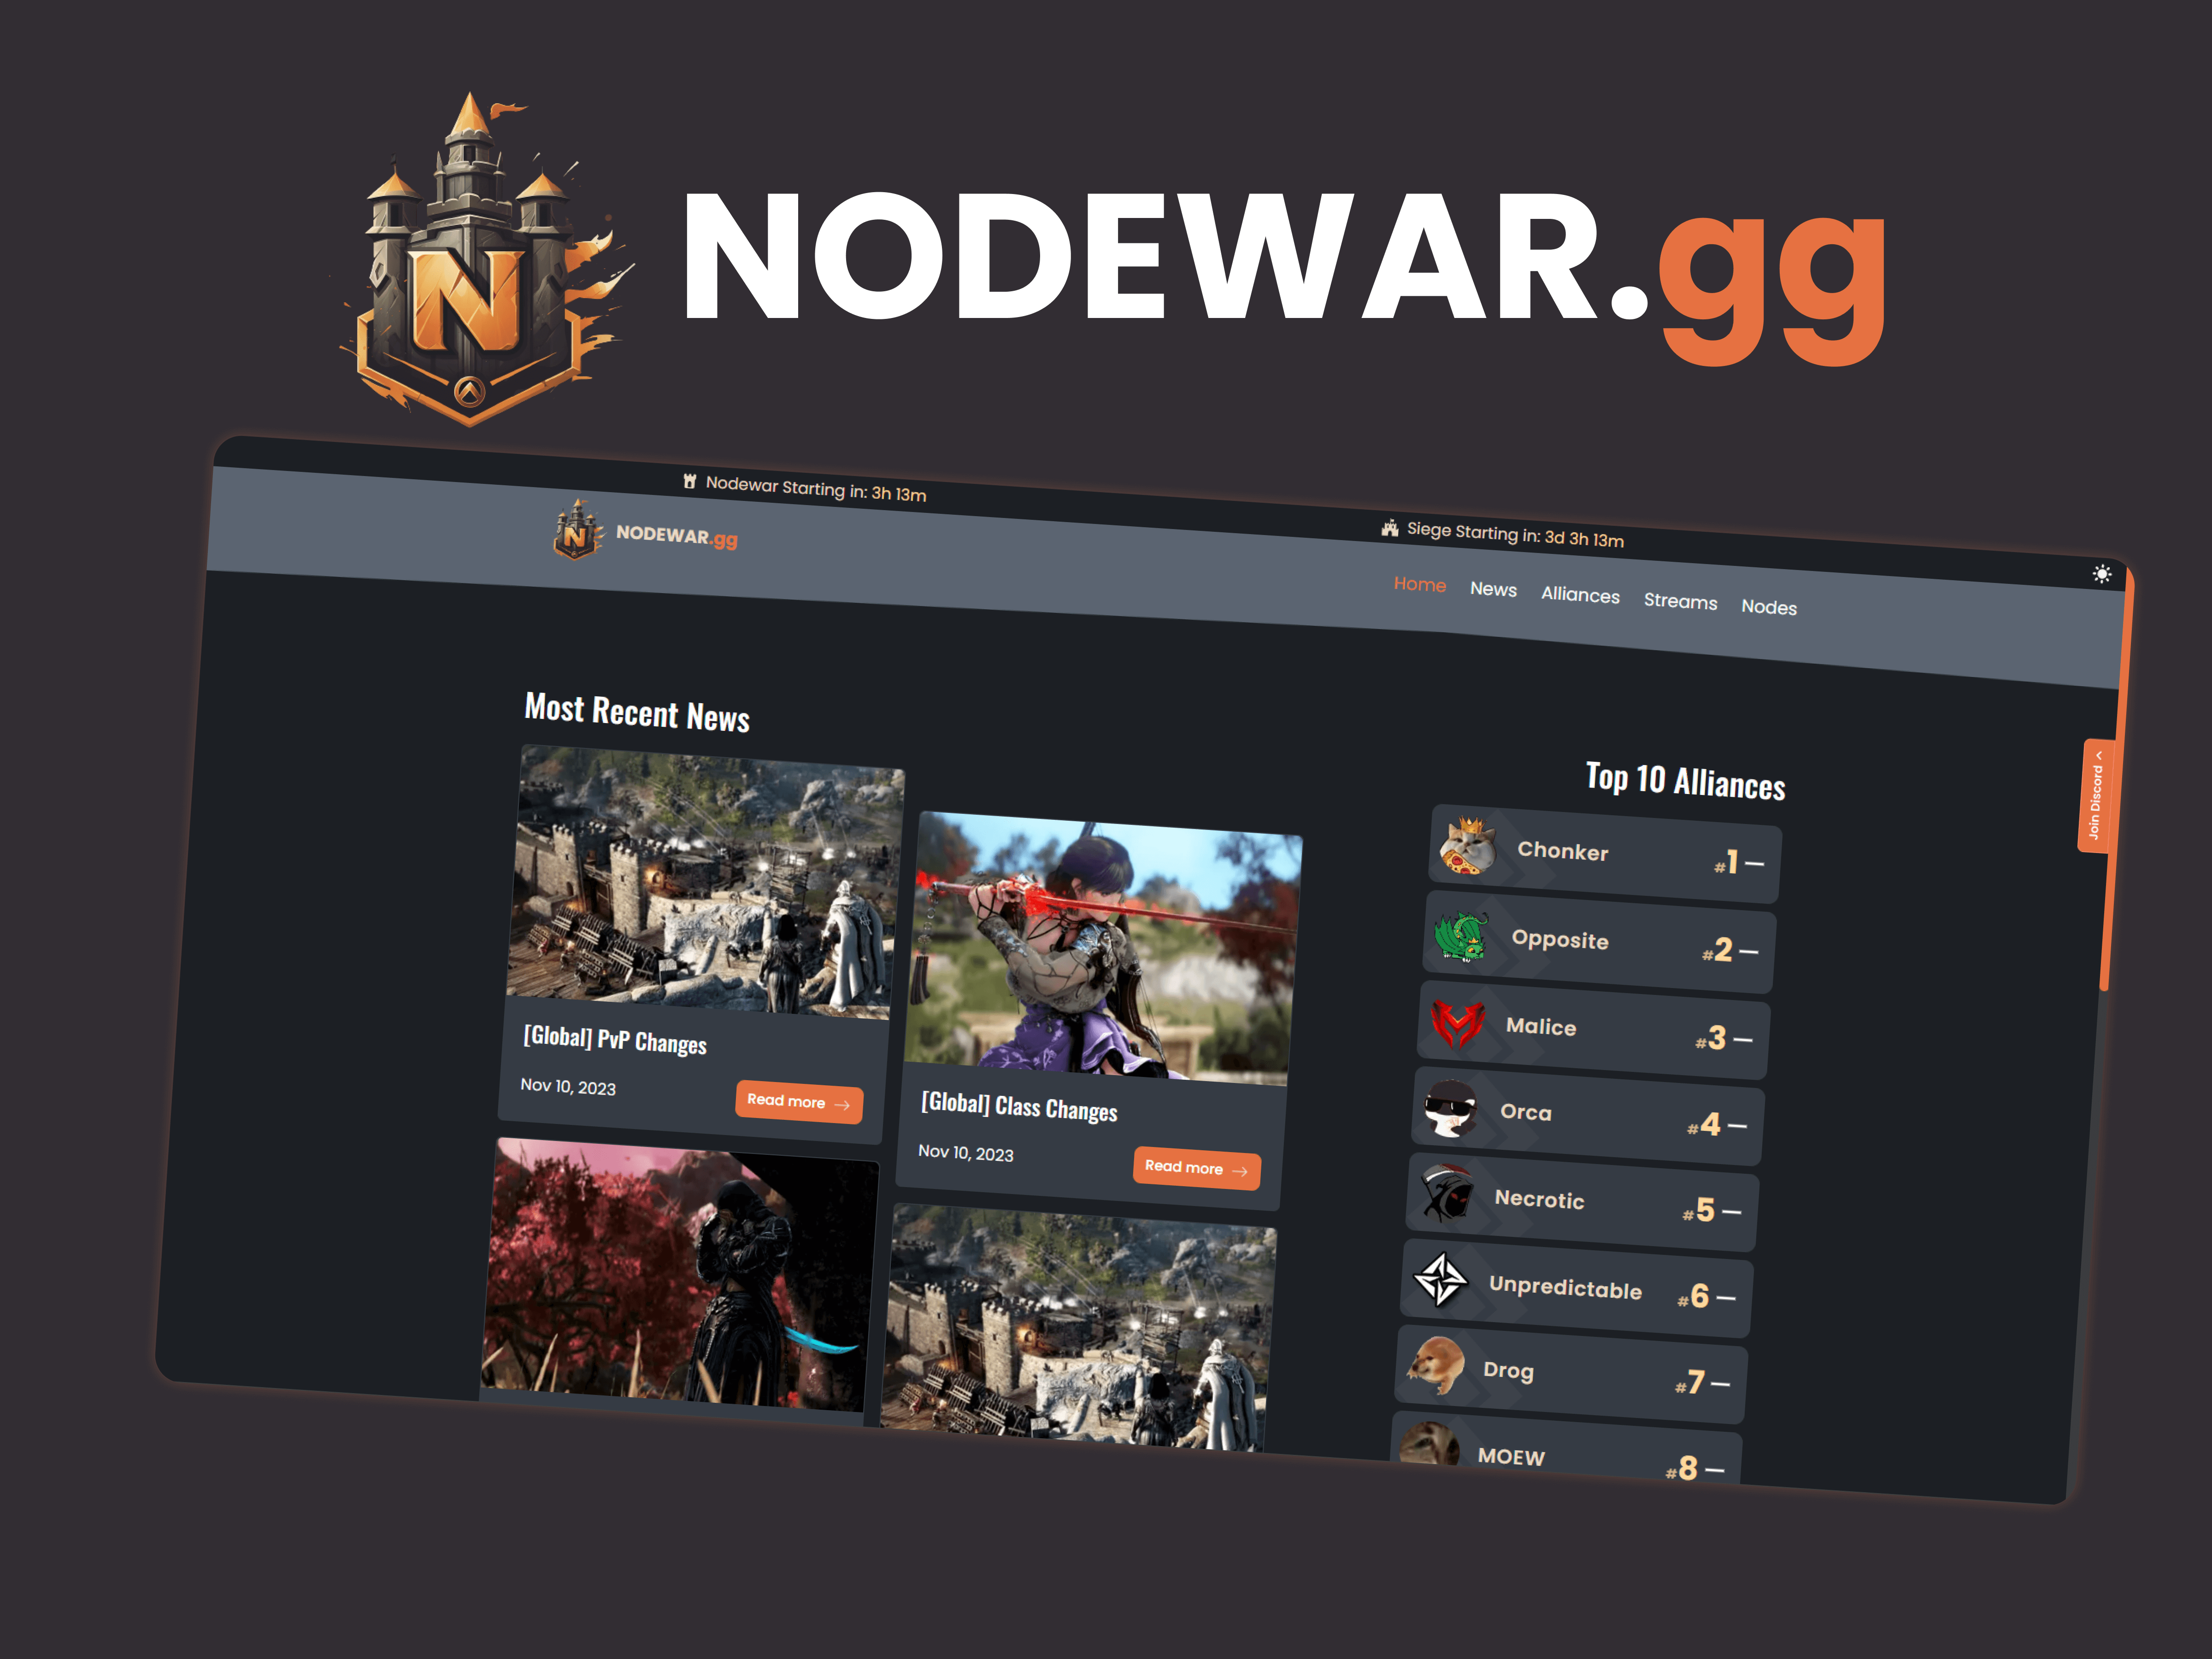 N
NODEWAR.gg
Nodewar Starting in: 3h 13m
Siege Starting in: 3d 3h 13m
N
NODEWAR.gg
Home
News
Alliances
Streams
Nodes
Join Discord
Most Recent News
[Global] PvP Changes
Nov 10, 2023
Read more
[Global] Class Changes
Nov 10, 2023
Read more
Top 10 Alliances
Chonker
#1
Opposite
#2
Malice
#3
Orca
#4
Necrotic
#5
Unpredictable
#6
Drog
#7
MOEW
#8